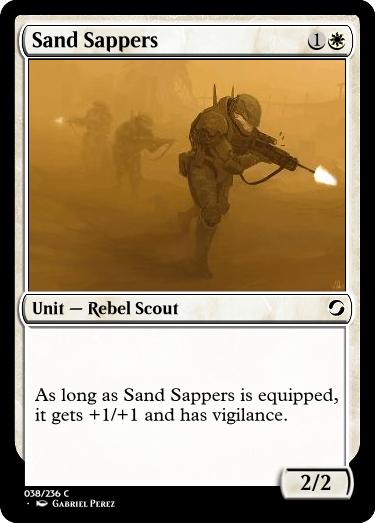 Sand Sappers 1
Unit — Rebel Scout
As long as Sand Sappers is equipped,
it gets +1/+1 and has vigilance.
2/2
038/236 C
· Gabriel Perez